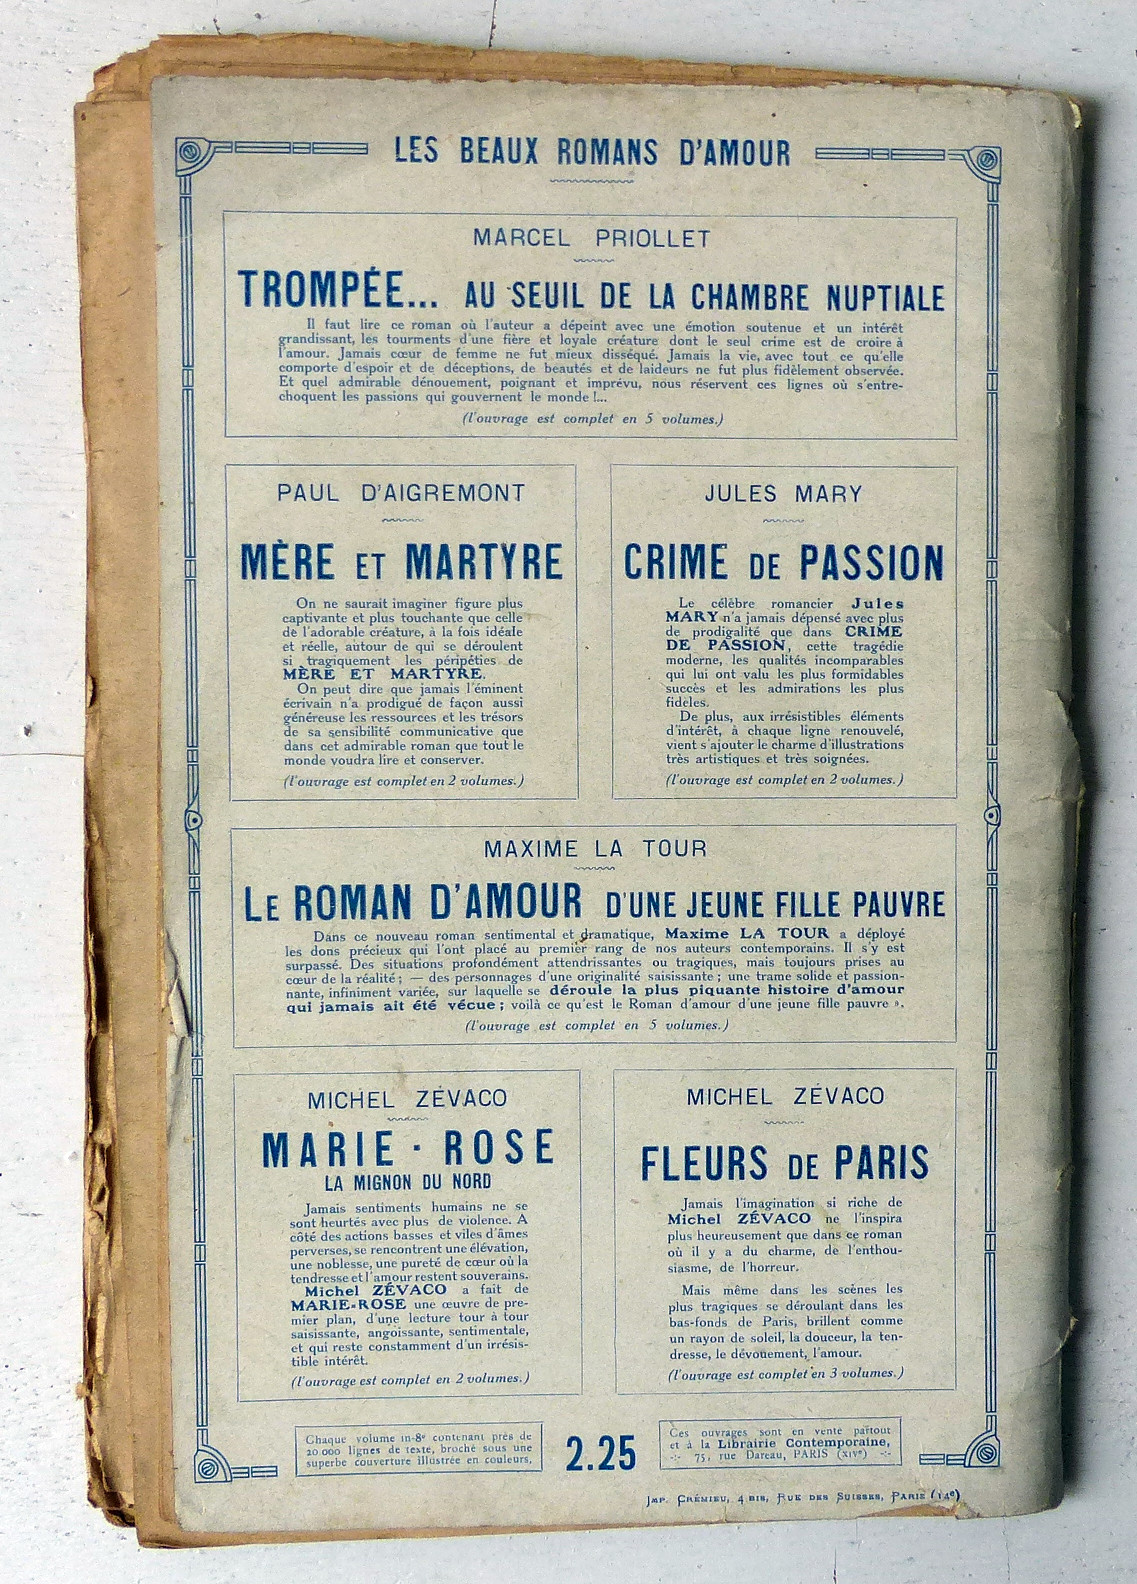 LES BEAUX ROMANS D'AMOUR
MARCEL PRIOLLET
TROMPÉE... AU SEUIL DE LA CHAMBRE NUPTIALE
Il faut lire ce roman où l'auteur a dépeint avec une émotion soutenue et un intérêt
grandissant, les tourments d'une fière et loyale créature dont le seul crime est de croire à
l'amour. Jamais cœur de femme ne fut mieux disséqué. Jamais la vie, avec tout ce qu'elle
comporte d'espoir et de déceptions, de beautés et de laideurs ne fut plus fidèlement observée.
Et quel admirable dénouement, poignant et imprévu, nous réservent ces lignes où s'entre-
choquent les passions qui gouvernent le monde !...
(l'ouvrage est complet en 5 volumes.)
PAUL D'AIGREMONT
MÈRE ET MARTYRE
On ne saurait imaginer figure plus
captivante et plus touchante que celle
de l'adorable créature, à la fois idéale
et réelle, autour de qui se déroulent
si tragiquement les péripéties de
MÈRE ET MARTYRE.
On peut dire que jamais l'éminent
écrivain n'a prodigué de façon aussi
généreuse les ressources et les trésors
de sa sensibilité communicative que
dans cet admirable roman que tout le
monde voudra lire et conserver.
(l'ouvrage est complet en 2 volumes.)
JULES MARY
CRIME DE PASSION
Le célèbre romancier Jules
MARY n'a jamais dépensé avec plus
de prodigalité que dans CRIME
DE PASSION, cette tragédie
moderne, les qualités incomparables
qui lui ont valu les plus formidables
succès et les admirations les plus
fidèles.
De plus, aux irrésistibles éléments
d'intérêt, à chaque ligne renouvelé,
vient s'ajouter le charme d'illustrations
très artistiques et très soignées.
(l'ouvrage est complet en 2 volumes.)
MAXIME LA TOUR
LE ROMAN D'AMOUR D'UNE JEUNE FILLE PAUVRE
Dans ce nouveau roman sentimental et dramatique, Maxime LA TOUR a déployé
les dons précieux qui l'ont placé au premier rang de nos auteurs contemporains. Il s'y est
surpassé. Des situations profondément attendrissantes ou tragiques, mais toujours prises au
cœur de la réalité ; — des personnages d'une originalité saisissante ; une trame solide et passion-
nante, infiniment variée, sur laquelle se déroule la plus piquante histoire d'amour
qui jamais ait été vécue ; voilà ce qu'est le Roman d'amour d'une jeune fille pauvre ».
(l'ouvrage est complet en 5 volumes.)
MICHEL ZÉVACO
MARIE - ROSE
LA MIGNON DU NORD
Jamais sentiments humains ne se
sont heurtés avec plus de violence. A
côté des actions basses et viles d'âmes
perverses, se rencontrent une élévation,
une noblesse, une pureté de cœur où la
tendresse et l'amour restent souverains.
Michel ZÉVACO a fait de
MARIE-ROSE une œuvre de pre-
mier plan, d'une lecture tour à tour
saisissante, angoissante, sentimentale,
et qui reste constamment d'un irrésis-
tible intérêt.
(l'ouvrage est complet en 2 volumes.)
MICHEL ZÉVACO
FLEURS DE PARIS
Jamais l'imagination si riche de
Michel ZÉVACO ne l'inspira
plus heureusement que dans ce roman
où il y a du charme, de l'enthou-
siasme, de l'horreur.
Mais même dans les scènes les
plus tragiques se déroulant dans les
bas-fonds de Paris, brillent comme
un rayon de soleil, la douceur, la ten-
dresse, le dévouement, l'amour.
(l'ouvrage est complet en 3 volumes.)
Chaque volume in-8º contenant près de
20 000 lignes de texte, broché sous une
superbe couverture illustrée en couleurs,
2.25
Ces ouvrages sont en vente partout
et à la Librairie Contemporaine,
75, rue Dareau, PARIS (XIVe)
IMP. CRÉMIEU, 4 BIS, RUE DES SUISSES, PARIS (14e)